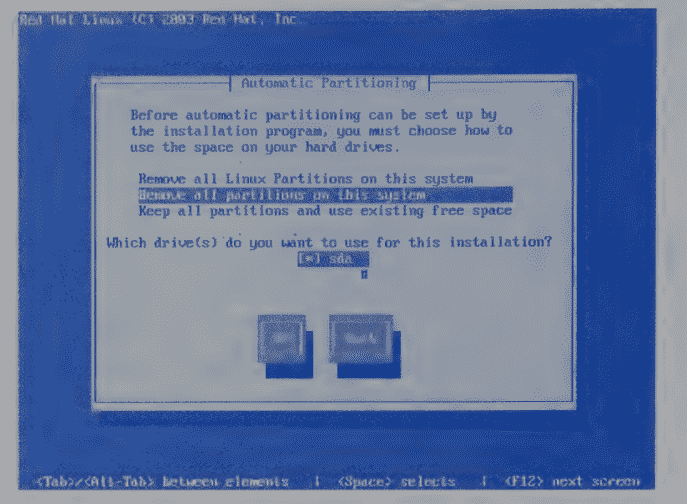 Red Hat Linux (C) 2003 Red Hat, Inc
Automatic Partitioning
Before automatic partitioning can be set up by
the installation program, you must choose how to
use the space on your hard drives.
Remove all Linux Partitions on this system
Remove all partitions on this system
Keep all partitions and use existing free space
Which drive(s) do you want to use for this installation?
[*] sda
OK Back
<Tab>/<Alt-Tab> between elements | <Space> selects | <F12> next screen